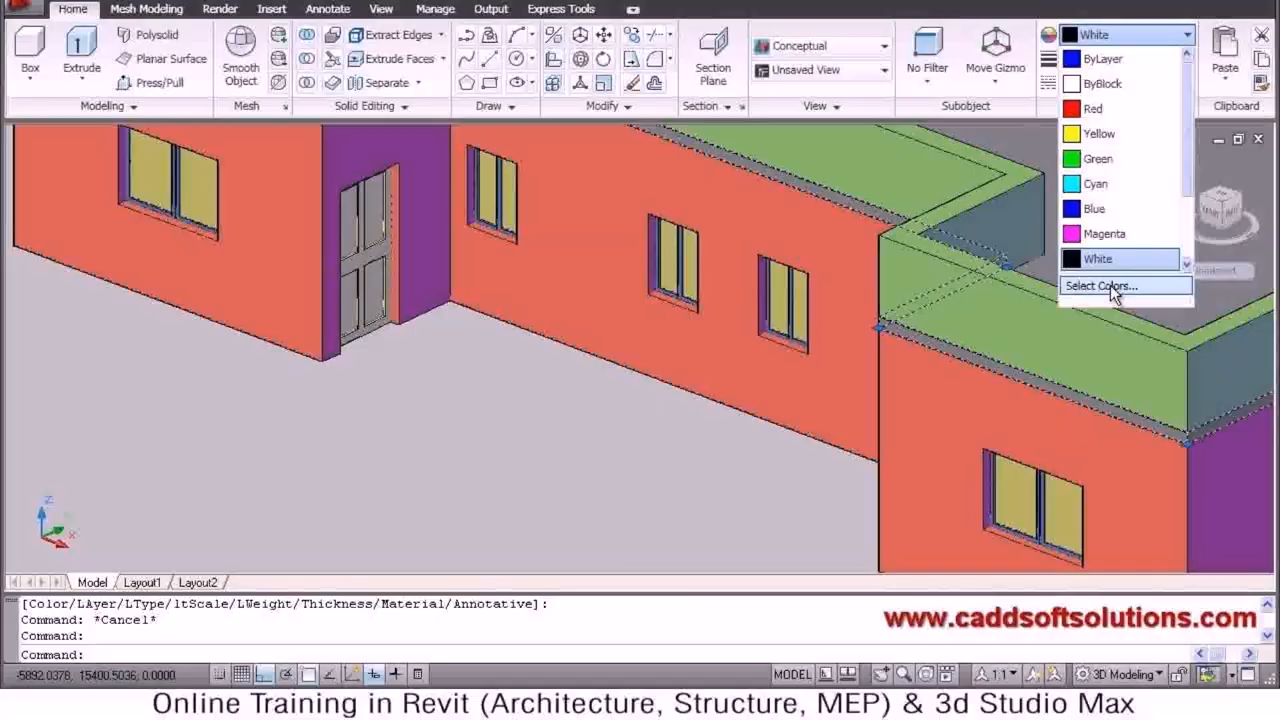 Home Mesh Modeling Render Insert Annotate View Manage Output Express Tools
Box
Extrude
Polysolid
Planar Surface
Press/Pull
Modeling
Smooth Object
Mesh
Extract Edges
Extrude Faces
Separate
Solid Editing
Draw
Modify
Section Plane
Section
Conceptual
Unsaved View
View
No Filter
Move Gizmo
Subobject
White
Paste
Clipboard
ByLayer
ByBlock
Red
Yellow
Green
Cyan
Blue
Magenta
White
Select Colors...
Z
X
Model Layout1 Layout2
[Color/LAyer/LType/ltScale/LWeight/Thickness/Material/Annotative]:
Command: *Cancel*
Command:
Command:
www.caddsoftsolutions.com
-5892.0378, 15400.5036, 0.0000
MODEL
1:1
3D Modeling
Online Training in Revit (Architecture, Structure, MEP) & 3d Studio Max